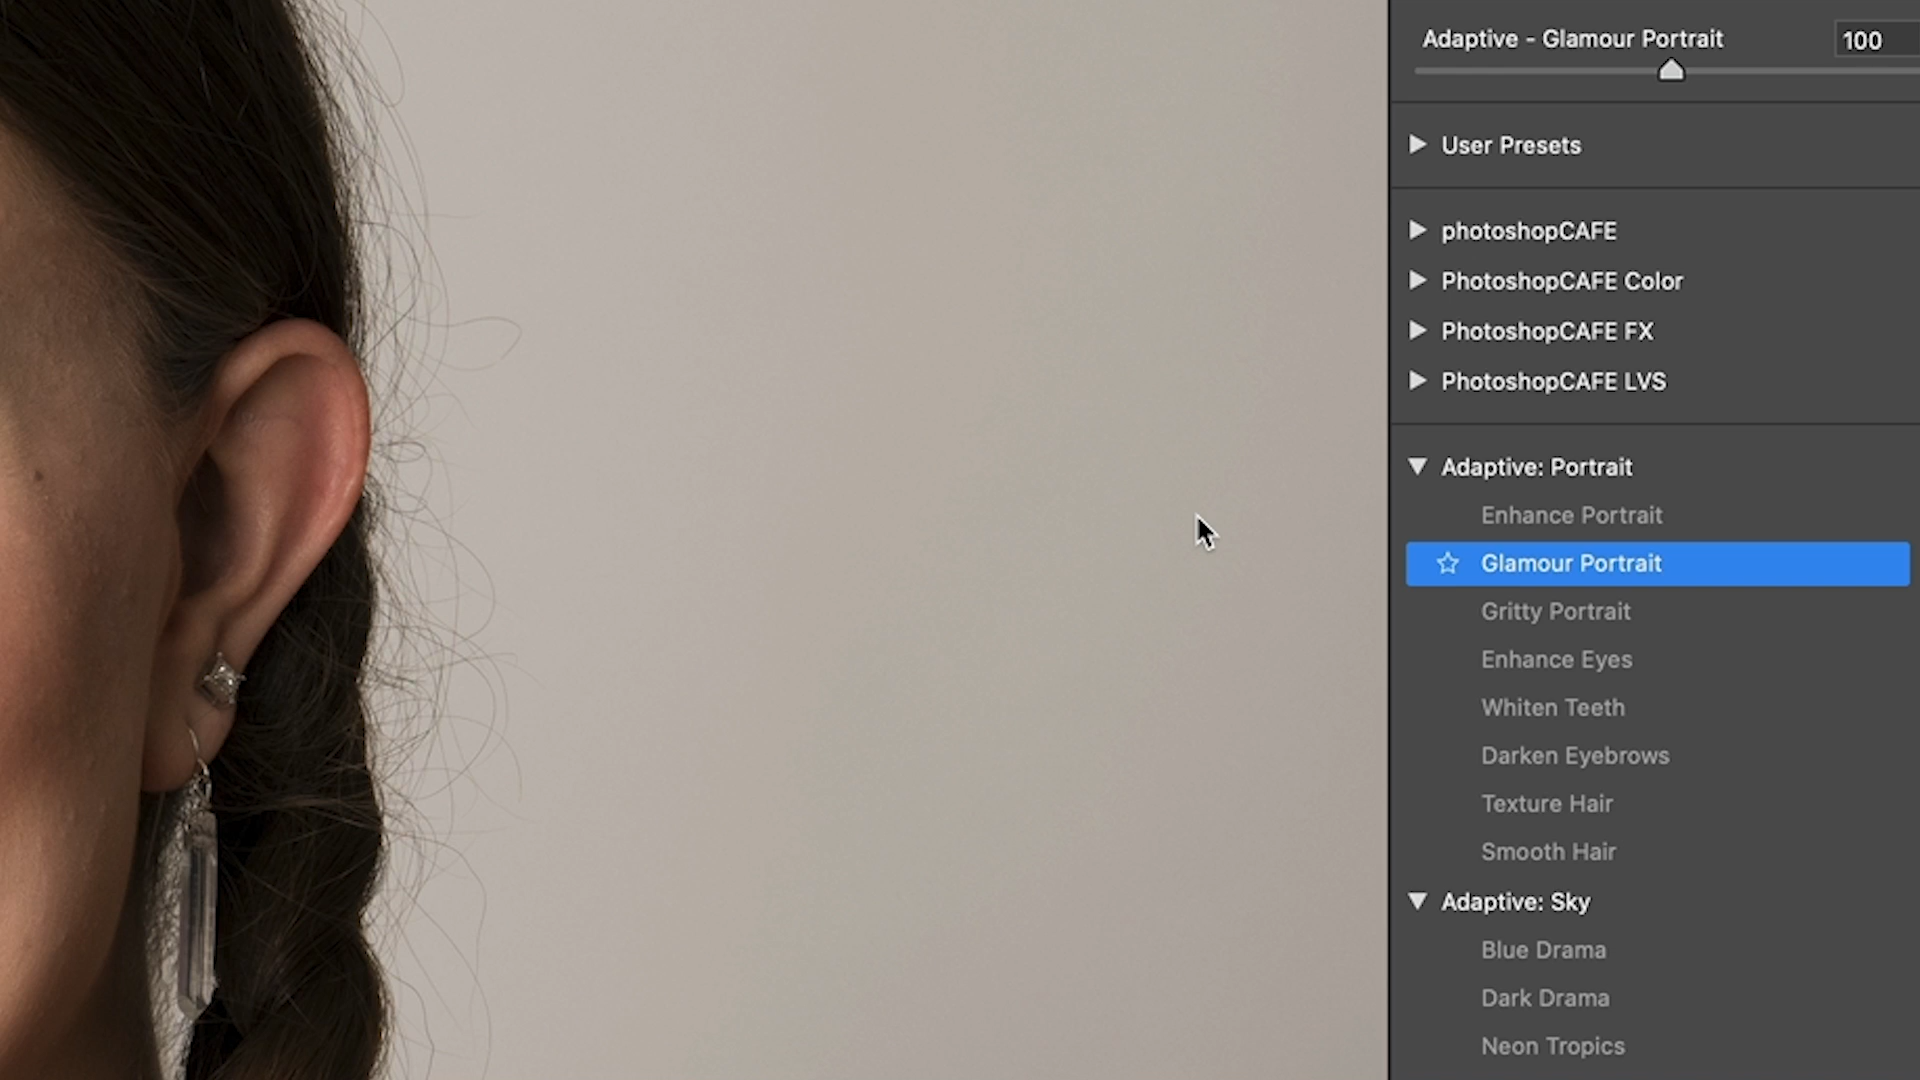 Adaptive - Glamour Portrait 100
User Presets
photoshopCAFE
PhotoshopCAFE Color
PhotoshopCAFE FX
PhotoshopCAFE LVS
Adaptive: Portrait
Enhance Portrait
Glamour Portrait
Gritty Portrait
Enhance Eyes
Whiten Teeth
Darken Eyebrows
Texture Hair
Smooth Hair
Adaptive: Sky
Blue Drama
Dark Drama
Neon Tropics